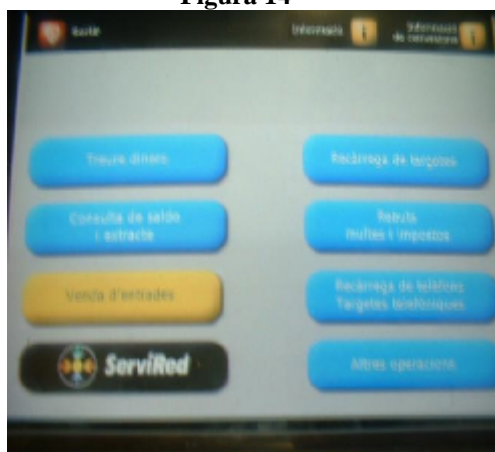 Figura 14
Sortir
Informació
Informació
de comissions
Treure diners
Recàrrega de targetes
Consulta de saldo
i extracte
Rebuts
multes i impostos
Venda d'entrades
Recàrrega de telèfons
Targetes telefòniques
ServiRed
Altres operacions